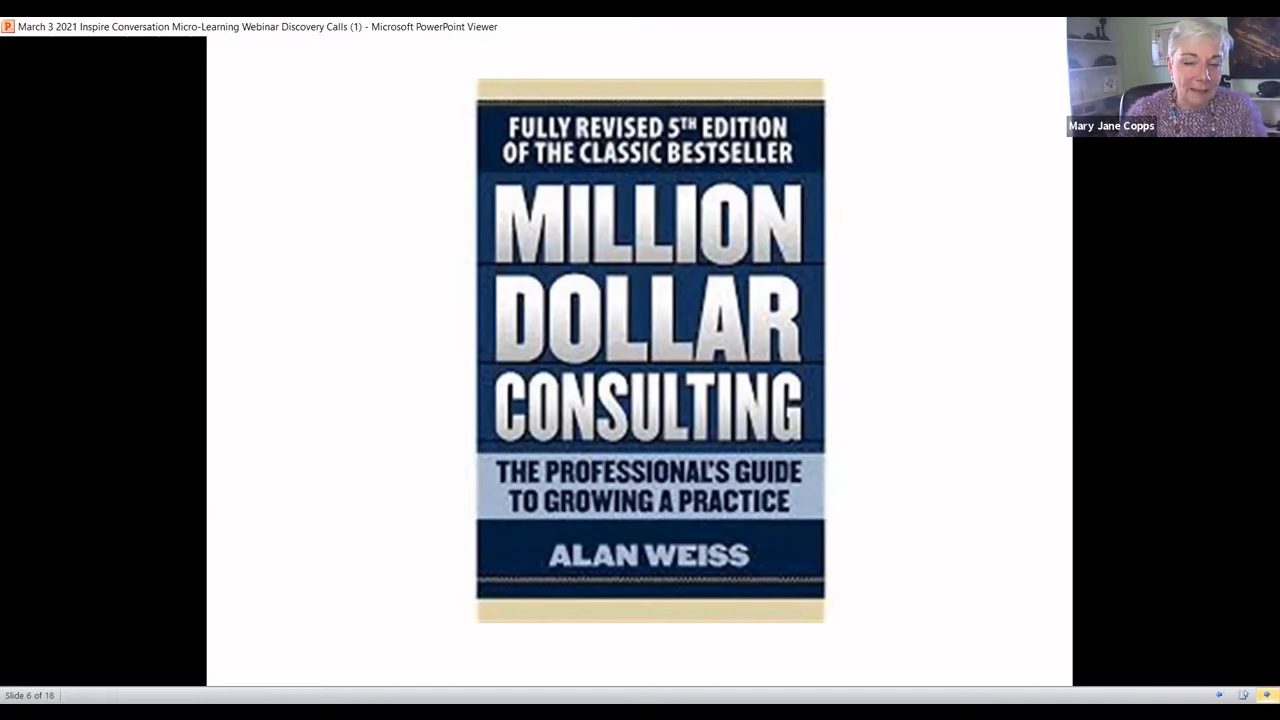 March 3 2021 Inspire Conversation Micro-Learning Webinar Discovery Calls (1) - Microsoft PowerPoint Viewer
Mary Jane Copps
FULLY REVISED 5TH EDITION
OF THE CLASSIC BESTSELLER
MILLION
DOLLAR
CONSULTING
THE PROFESSIONAL'S GUIDE
TO GROWING A PRACTICE
ALAN WEISS
Slide 6 of 18